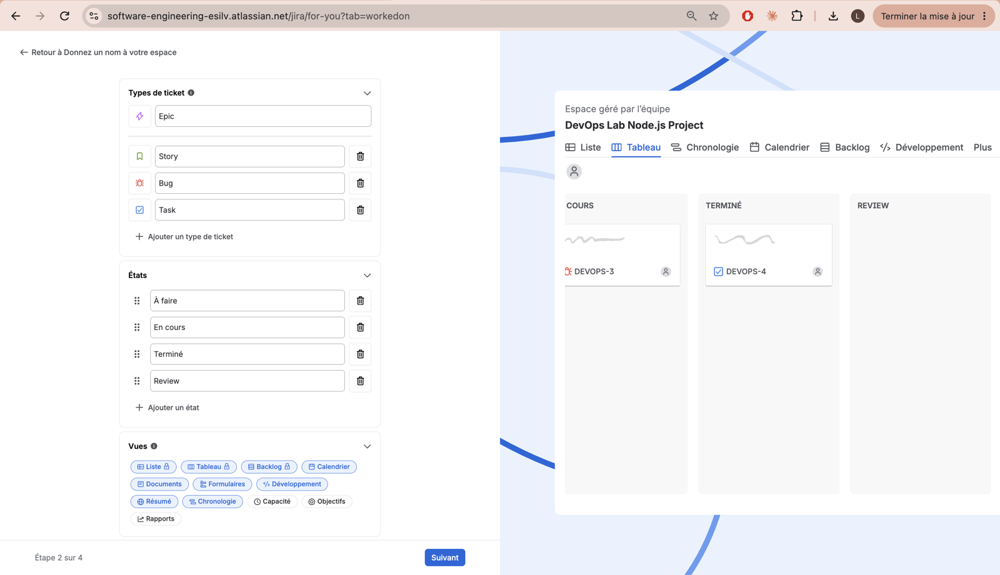 software-engineering-esilv.atlassian.net/jira/for-you?tab=workedon
L
Terminer la mise à jour
Retour à Donnez un nom à votre espace
Types de ticket
Epic
Story
Bug
Task
Ajouter un type de ticket
États
À faire
En cours
Terminé
Review
Ajouter un état
Vues
Liste Tableau Backlog Calendrier
Documents Formulaires Développement
Résumé Chronologie Capacité Objectifs
Rapports
Étape 2 sur 4
Suivant
Espace géré par l'équipe
DevOps Lab Node.js Project
Liste Tableau Chronologie Calendrier Backlog Développement Plus
COURS TERMINÉ REVIEW
DEVOPS-3 DEVOPS-4